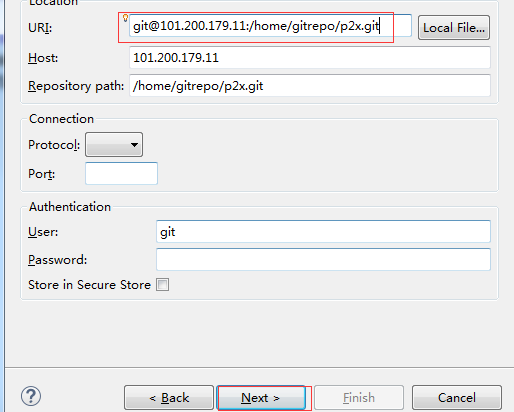 Location
URI: git@101.200.179.11:/home/gitrepo/p2x.git Local File...
Host: 101.200.179.11
Repository path: /home/gitrepo/p2x.git
Connection
Protocol:
Port:
Authentication
User: git
Password:
Store in Secure Store
? < Back Next > Finish Cancel